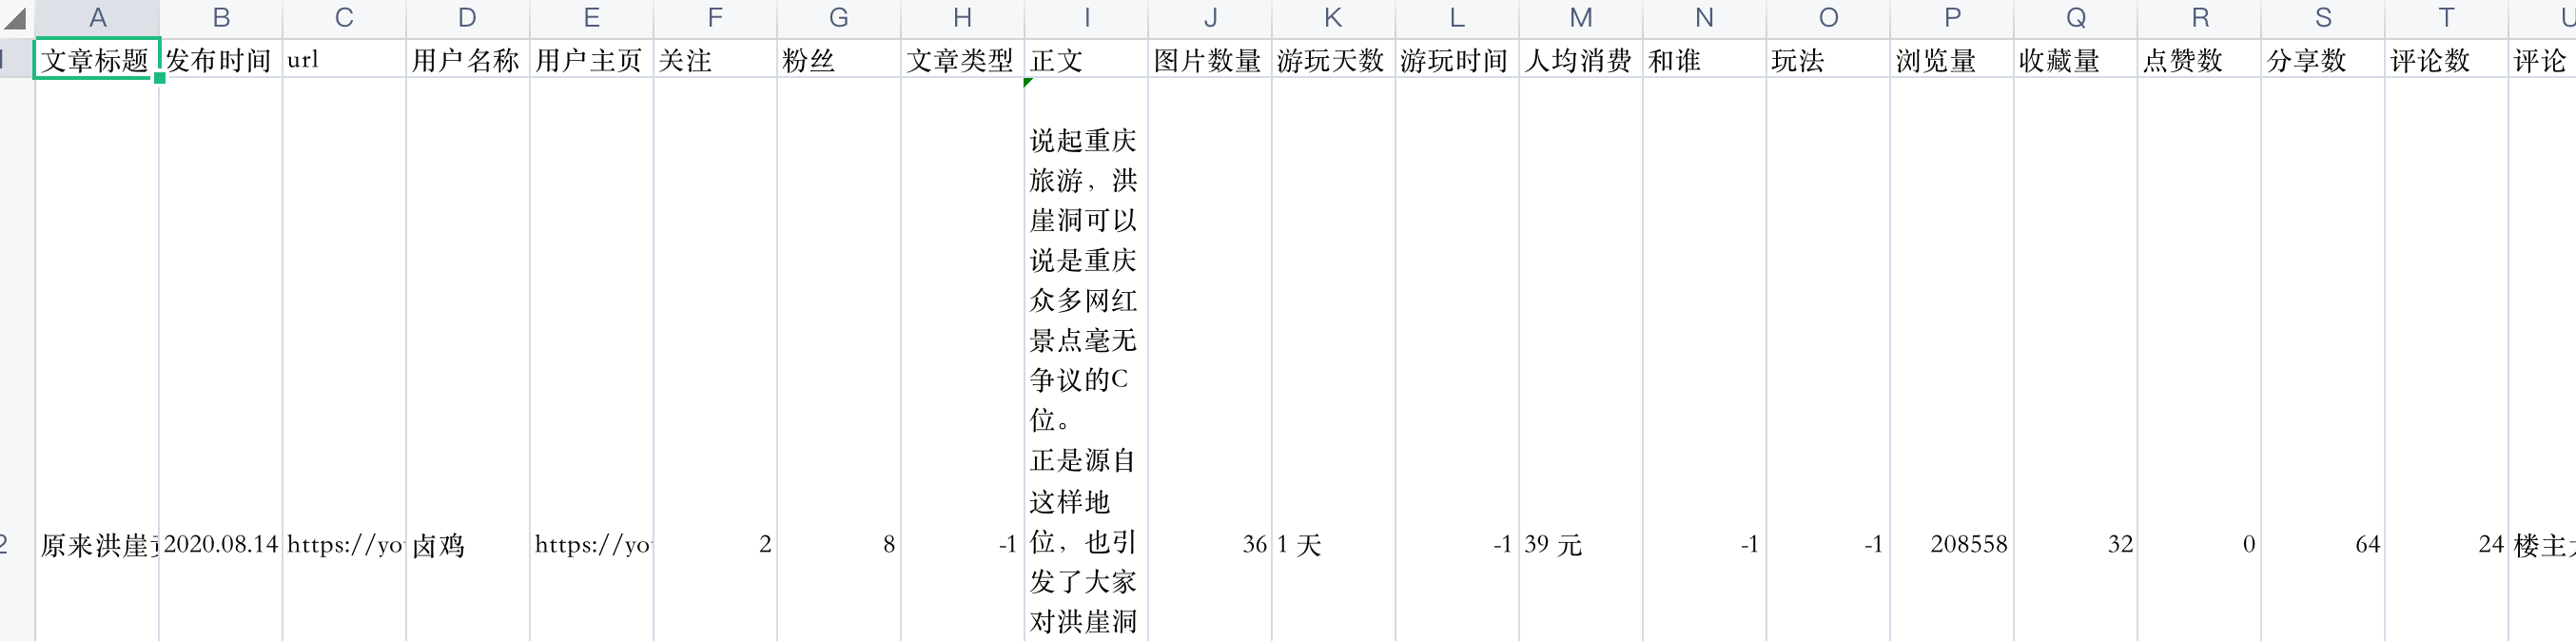 A B C D E F G H I J K L M N O P Q R S T U
1 文章标题 发布时间 url 用户名称 用户主页 关注 粉丝 文章类型 正文 图片数量 游玩天数 游玩时间 人均消费 和谁 玩法 浏览量 收藏量 点赞数 分享数 评论数 评论
说起重庆
旅游，洪
崖洞可以
说是重庆
众多网红
景点毫无
争议的C
位。
正是源自
这样地
2 原来洪崖 2020.08.14 https://yo 卤鸡 https://yo 2 8 -1 位，也引 36 1 天 -1 39 元 -1 -1 208558 32 0 64 24 楼主
发了大家
对洪崖洞